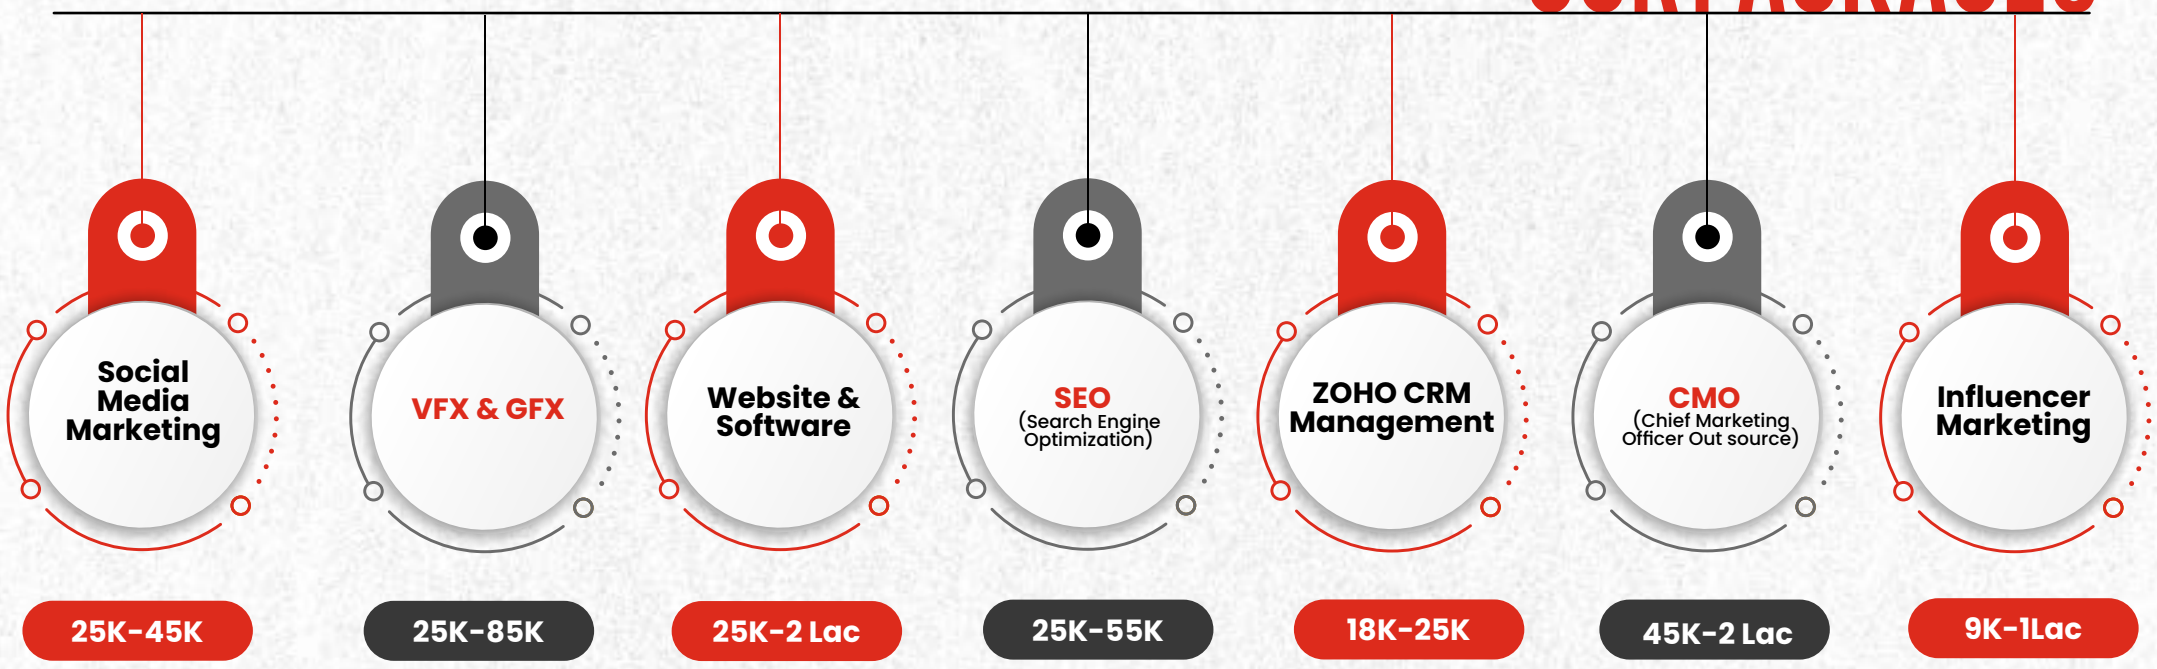 OUR PACKAGES
Social
Media
Marketing
VFX & GFX
Website &
Software
SEO
(Search Engine
Optimization)
ZOHO CRM
Management
CMO
(Chief Marketing
Officer Out source)
Influencer
Marketing
25K-45K
25K-85K
25K-2 Lac
25K-55K
18K-25K
45K-2 Lac
9K-1Lac